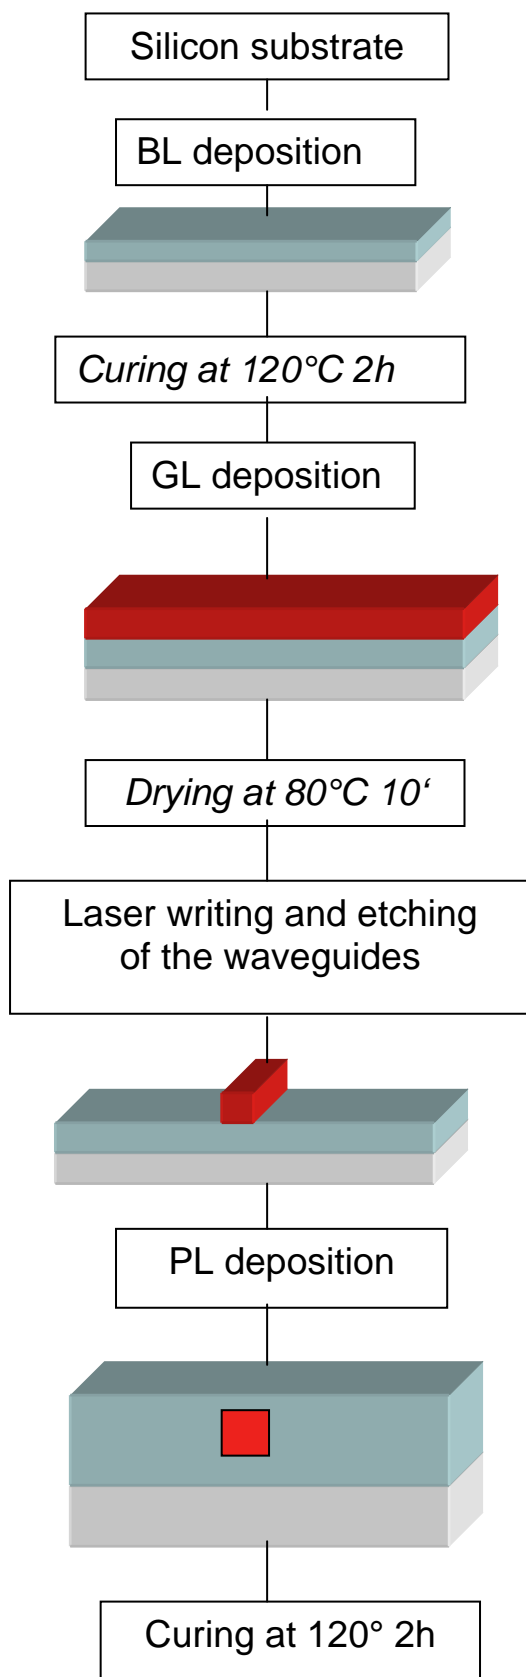 Silicon substrate
BL deposition
Curing at 120°C 2h
GL deposition
Drying at 80°C 10‘
Laser writing and etching
of the waveguides
PL deposition
Curing at 120° 2h